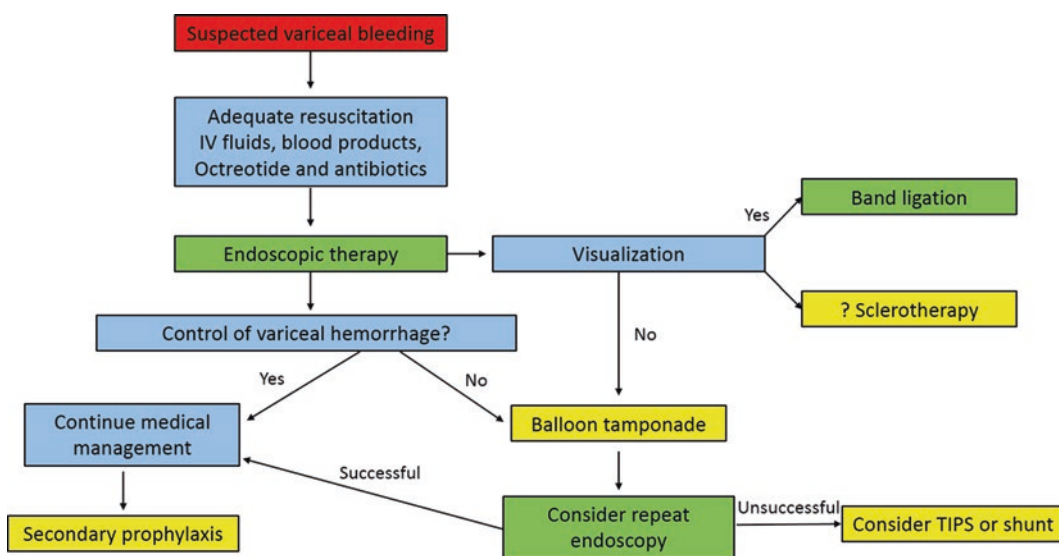 Suspected variceal bleeding
Adequate resuscitation
IV fluids, blood products,
Octreotide and antibiotics
Band ligation
Yes
Endoscopic therapy
Visualization
? Sclerotherapy
Control of variceal hemorrhage?
No
Yes
No
Continue medical
management
Balloon tamponade
Successful
Unsuccessful
Secondary prophylaxis
Consider repeat
endoscopy
Consider TIPS or shunt